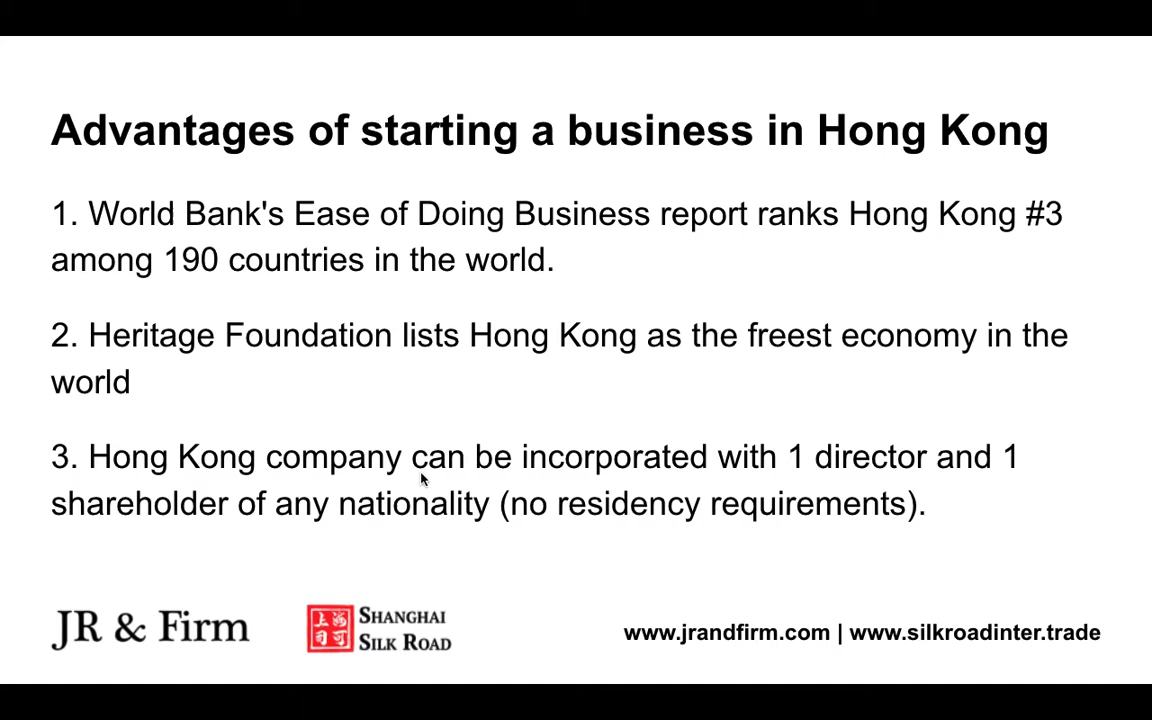 Advantages of starting a business in Hong Kong
1. World Bank's Ease of Doing Business report ranks Hong Kong #3
among 190 countries in the world.
2. Heritage Foundation lists Hong Kong as the freest economy in the
world
3. Hong Kong company can be incorporated with 1 director and 1
shareholder of any nationality (no residency requirements).
JR & Firm
SHANGHAI
SILK ROAD
www.jrandfirm.com | www.silkroadinter.trade